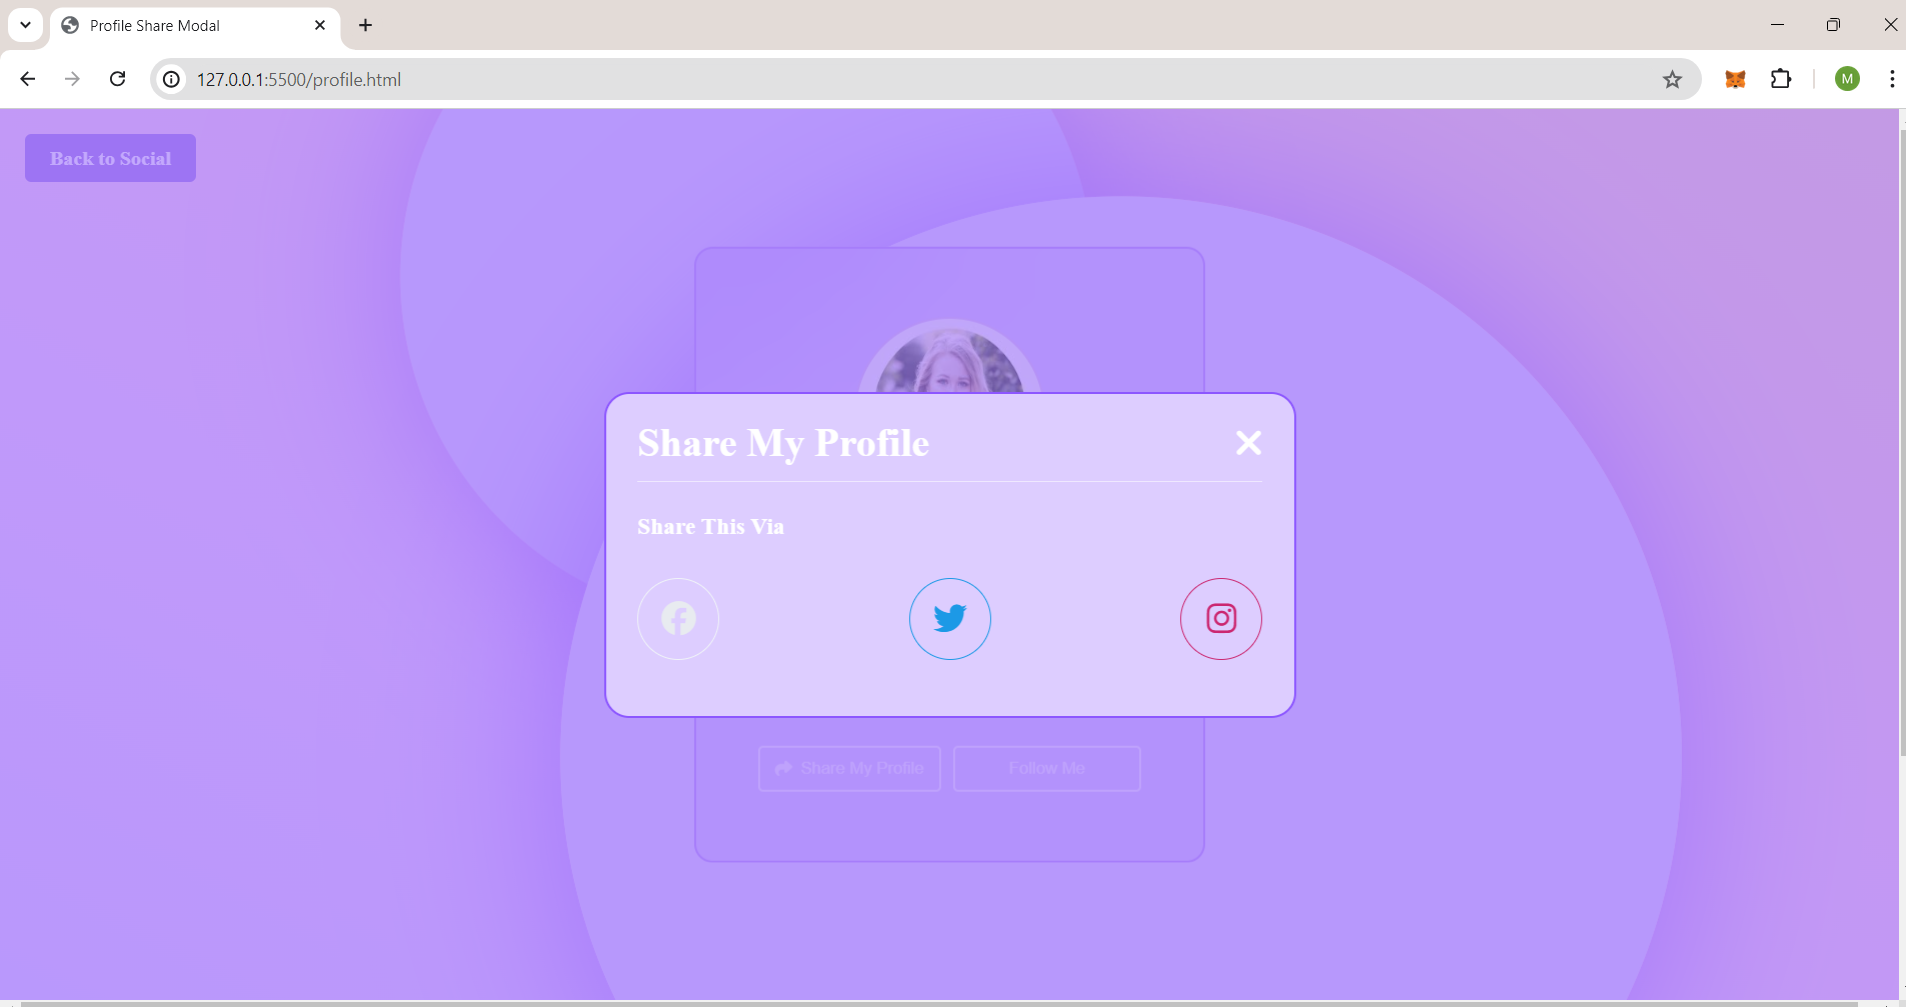 Profile Share Modal
127.0.0.1:5500/profile.html
M
Back to Social
Share My Profile
Share This Via
Share My Profile
Follow Me